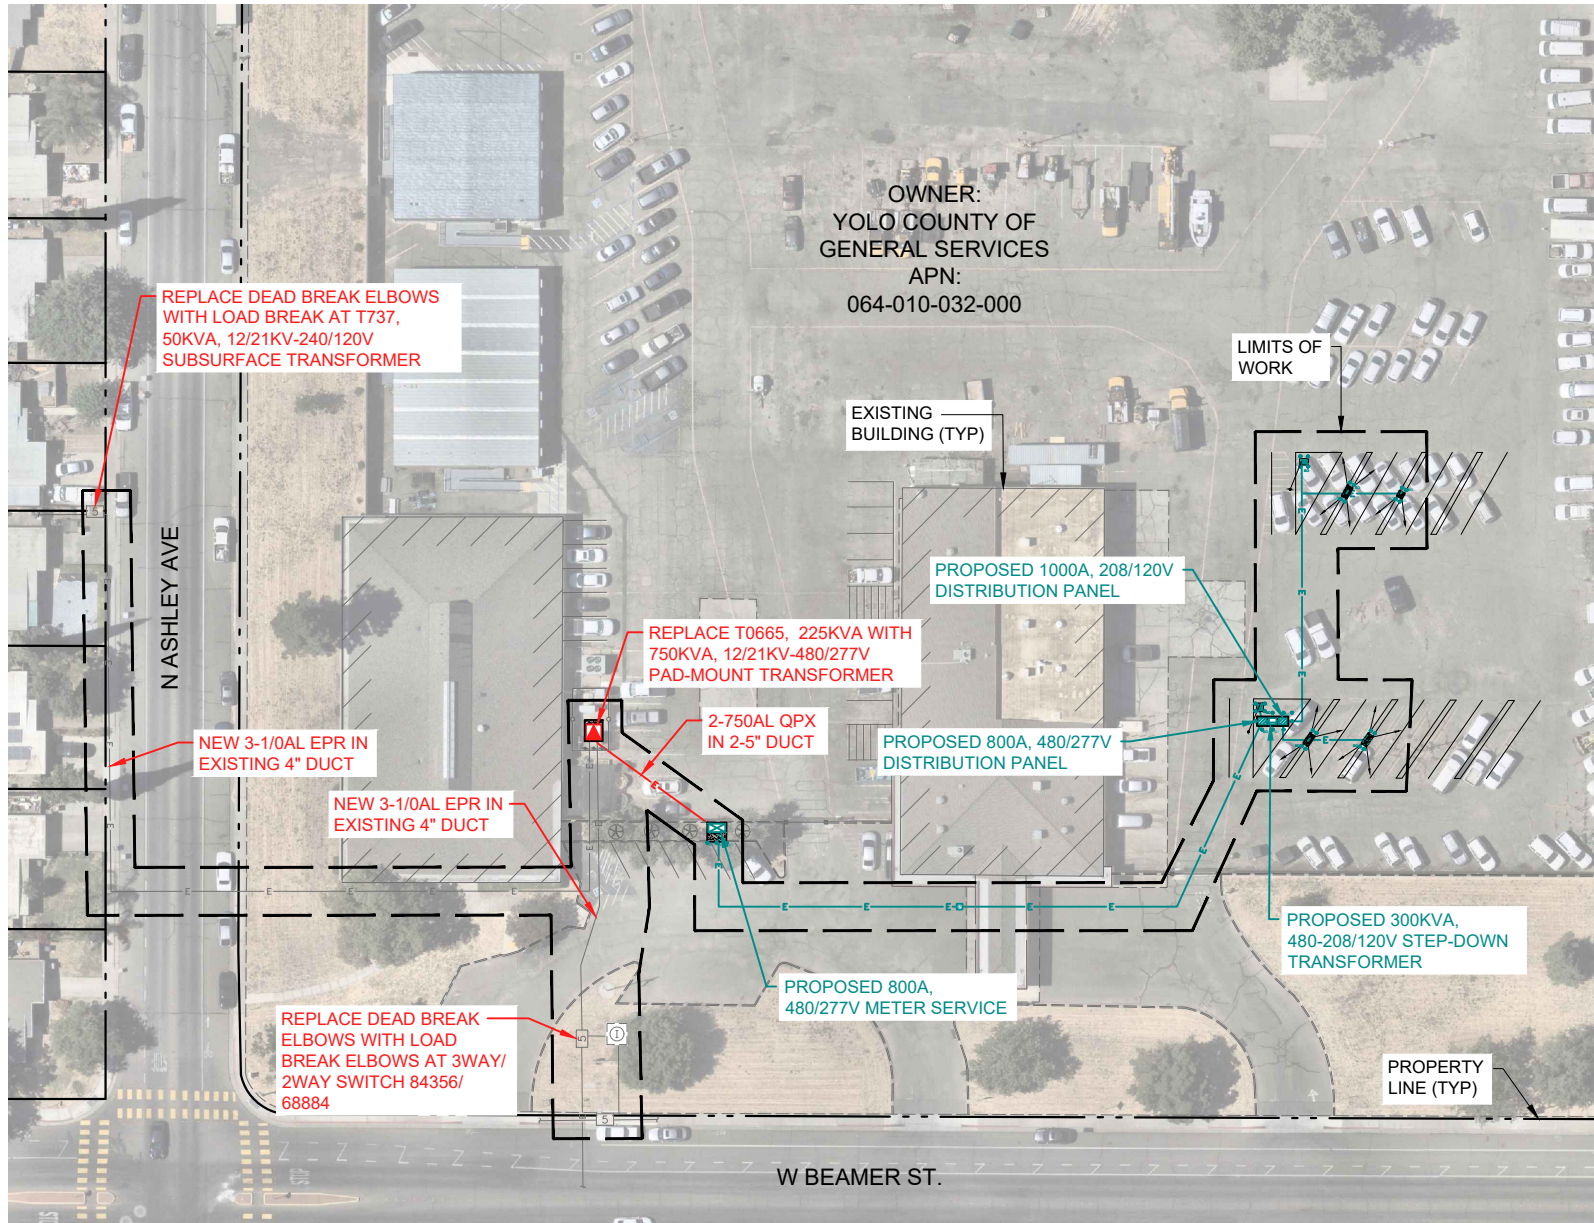 OWNER:
YOLO COUNTY OF
GENERAL SERVICES
APN:
064-010-032-000
REPLACE DEAD BREAK ELBOWS
WITH LOAD BREAK AT T737,
50KVA, 12/21KV-240/120V
SUBSURFACE TRANSFORMER
LIMITS OF
WORK
EXISTING
BUILDING (TYP)
N ASHLEY AVE
PROPOSED 1000A, 208/120V
DISTRIBUTION PANEL
REPLACE T0665, 225KVA WITH
750KVA, 12/21KV-480/277V
PAD-MOUNT TRANSFORMER
2-750AL QPX
IN 2-5" DUCT
PROPOSED 800A, 480/277V
DISTRIBUTION PANEL
NEW 3-1/0AL EPR IN
EXISTING 4" DUCT
NEW 3-1/0AL EPR IN
EXISTING 4" DUCT
PROPOSED 300KVA,
480-208/120V STEP-DOWN
TRANSFORMER
PROPOSED 800A,
480/277V METER SERVICE
REPLACE DEAD BREAK
ELBOWS WITH LOAD
BREAK ELBOWS AT 3WAY/
2WAY SWITCH 84356/
68884
PROPERTY
LINE (TYP)
W BEAMER ST.
5
5
5
E
E
E
E
E
E
E
E
E
E
E
E
STOP